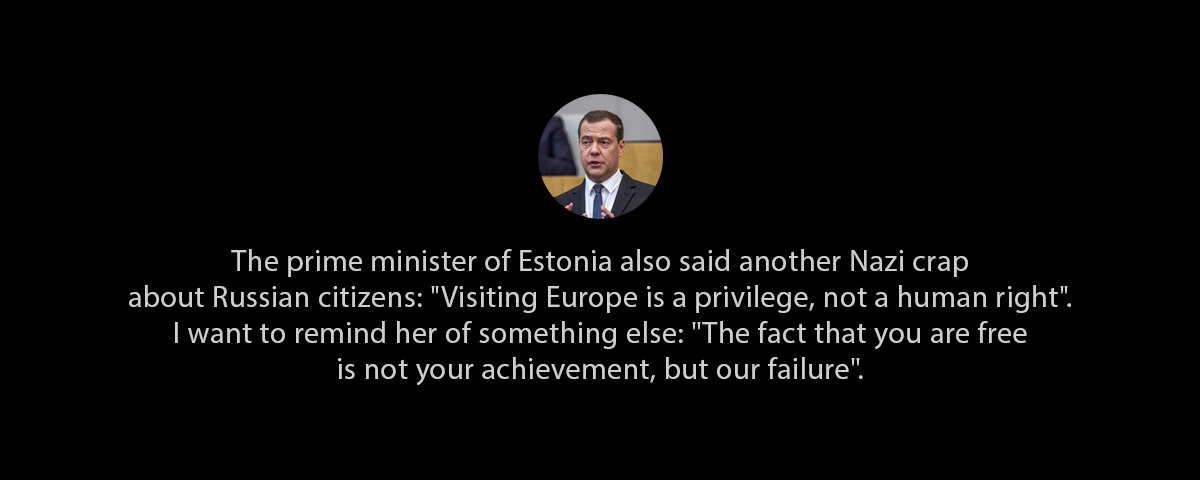 The prime minister of Estonia also said another Nazi crap
about Russian citizens: "Visiting Europe is a privilege, not a human right".
I want to remind her of something else: "The fact that you are free
is not your achievement, but our failure".